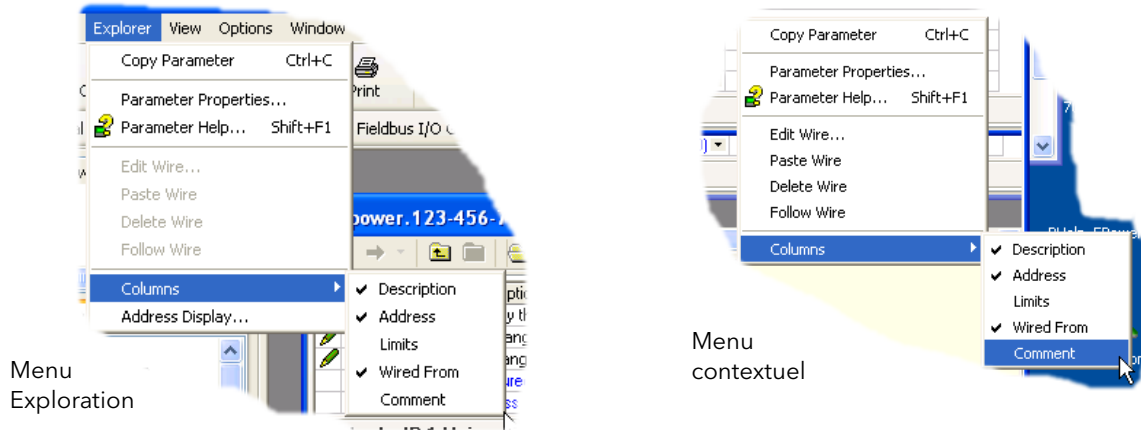 Explorer View Options Window
Copy Parameter Ctrl+C
Parameter Properties...
Parameter Help... Shift+F1
Edit Wire...
Paste Wire
Delete Wire
Follow Wire
Columns
Address Display...
Print
Fieldbus I/O
power.123-456-
Description
Address
Limits
Wired From
Comment
Menu
Exploration
Copy Parameter Ctrl+C
Parameter Properties...
Parameter Help... Shift+F1
Edit Wire...
Paste Wire
Delete Wire
Follow Wire
Columns
Description
Address
Limits
Wired From
Comment
Menu
contextuel